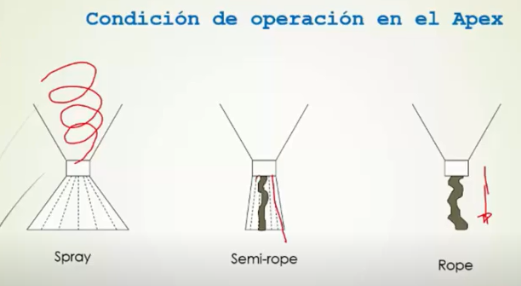 Condición de operación en el Apex
Spray
Semi-rope
Rope